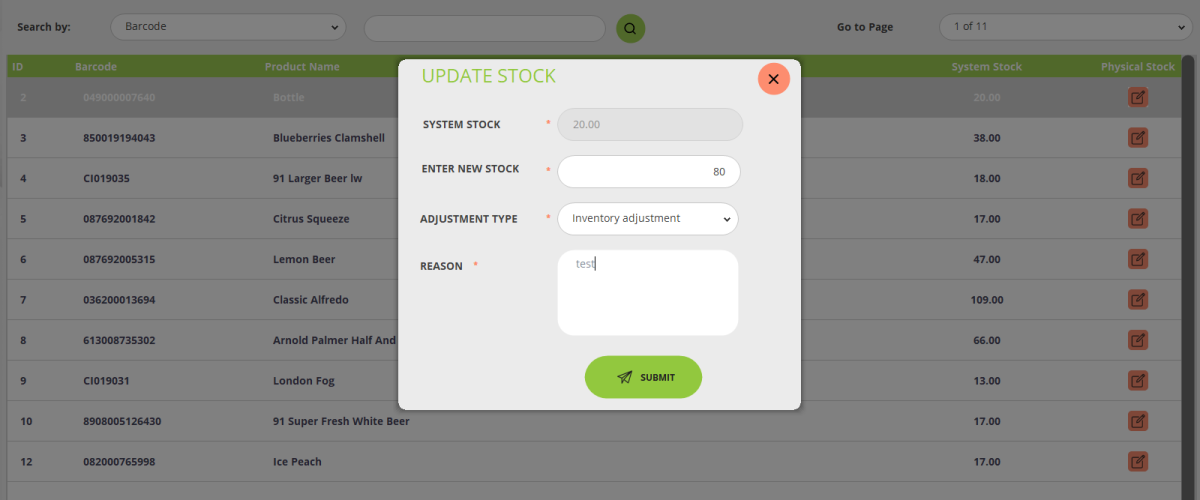 Search by: Barcode Go to Page 1 of 11
ID Barcode Product Name System Stock Physical Stock
2 049000007640 Bottle 20.00
3 850019194043 Blueberries Clamshell 38.00
4 CI019035 91 Larger Beer lw 18.00
5 087692001842 Citrus Squeeze 17.00
6 087692005315 Lemon Beer 47.00
7 036200013694 Classic Alfredo 109.00
8 613008735302 Arnold Palmer Half And 66.00
9 CI019031 London Fog 13.00
10 8908005126430 91 Super Fresh White Beer 17.00
12 082000765998 Ice Peach 17.00
UPDATE STOCK
SYSTEM STOCK * 20.00
ENTER NEW STOCK * 80
ADJUSTMENT TYPE * Inventory adjustment
REASON * test
SUBMIT